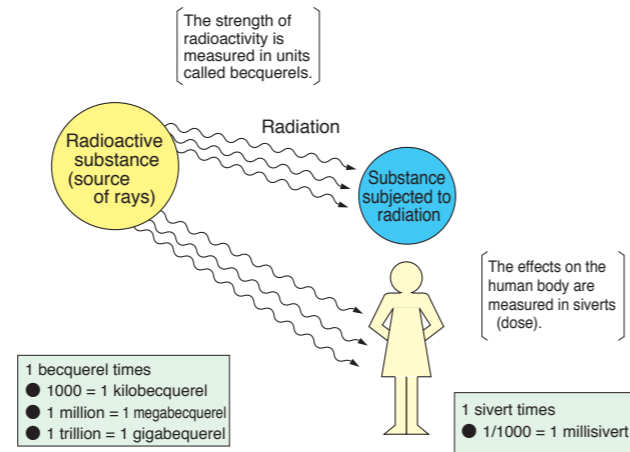 The strength of
radioactivity is
measured in units
called becquerels.
Radiation
Radioactive
substance
(source
of rays)
Substance
subjected to
radiation
The effects on the
human body are
measured in siverts
(dose).
1 becquerel times
● 1000 = 1 kilobecquerel
● 1 million = 1 megabecquerel
● 1 trillion = 1 gigabequerel
1 sivert times
● 1/1000 = 1 millisivert